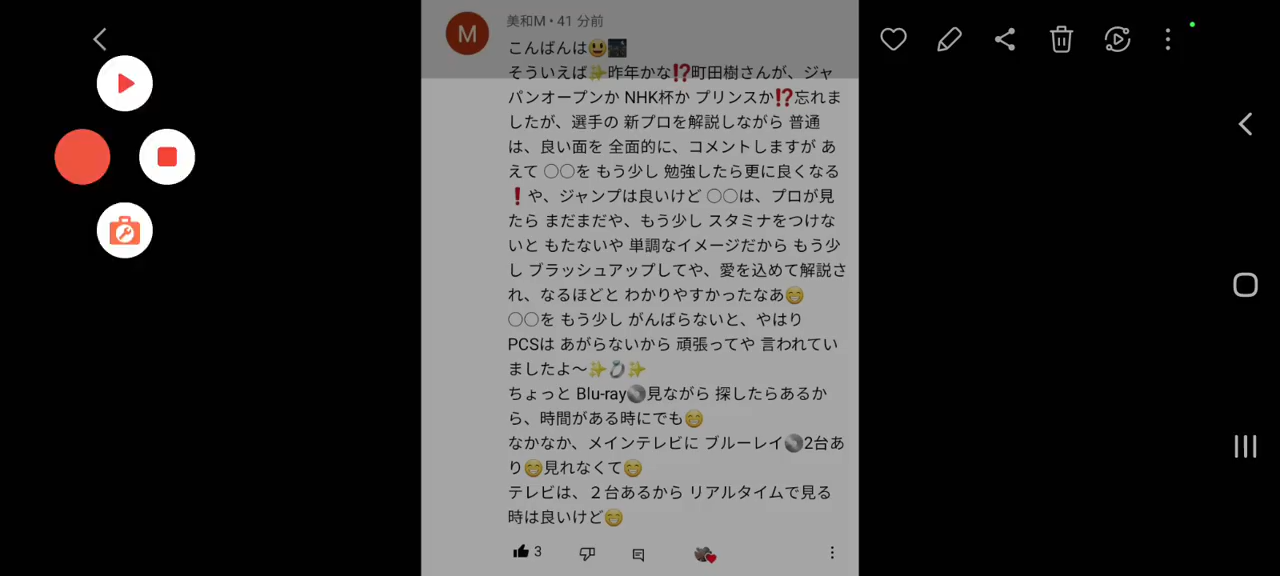 M
美和M • 41 分前
こんばんは😃🌃
そういえば✨昨年かな⁉️町田樹さんが、ジャ
パンオープンか NHK杯か プリンスか⁉️忘れま
したが、選手の 新プロを解説しながら 普通
は、良い面を 全面的に、コメントしますが あ
えて 〇〇を もう少し 勉強したら更に良くなる
❗や、ジャンプは良いけど 〇〇は、プロが見
たら まだまだや、もう少し スタミナをつけな
いと もたないや 単調なイメージだから もう少
し ブラッシュアップしてや、愛を込めて解説さ
れ、なるほどと わかりやすかったなあ😁
〇〇を もう少し がんばらないと、やはり
PCSは あがらないから 頑張ってや 言われてい
ましたよ〜✨💍✨
ちょっと Blu-ray💿見ながら 探したらあるか
ら、時間がある時にでも😁
なかなか、メインテレビに ブルーレイ💿2台あ
り😁見れなくて😁
テレビは、２台あるから リアルタイムで見る
時は良いけど😁
3